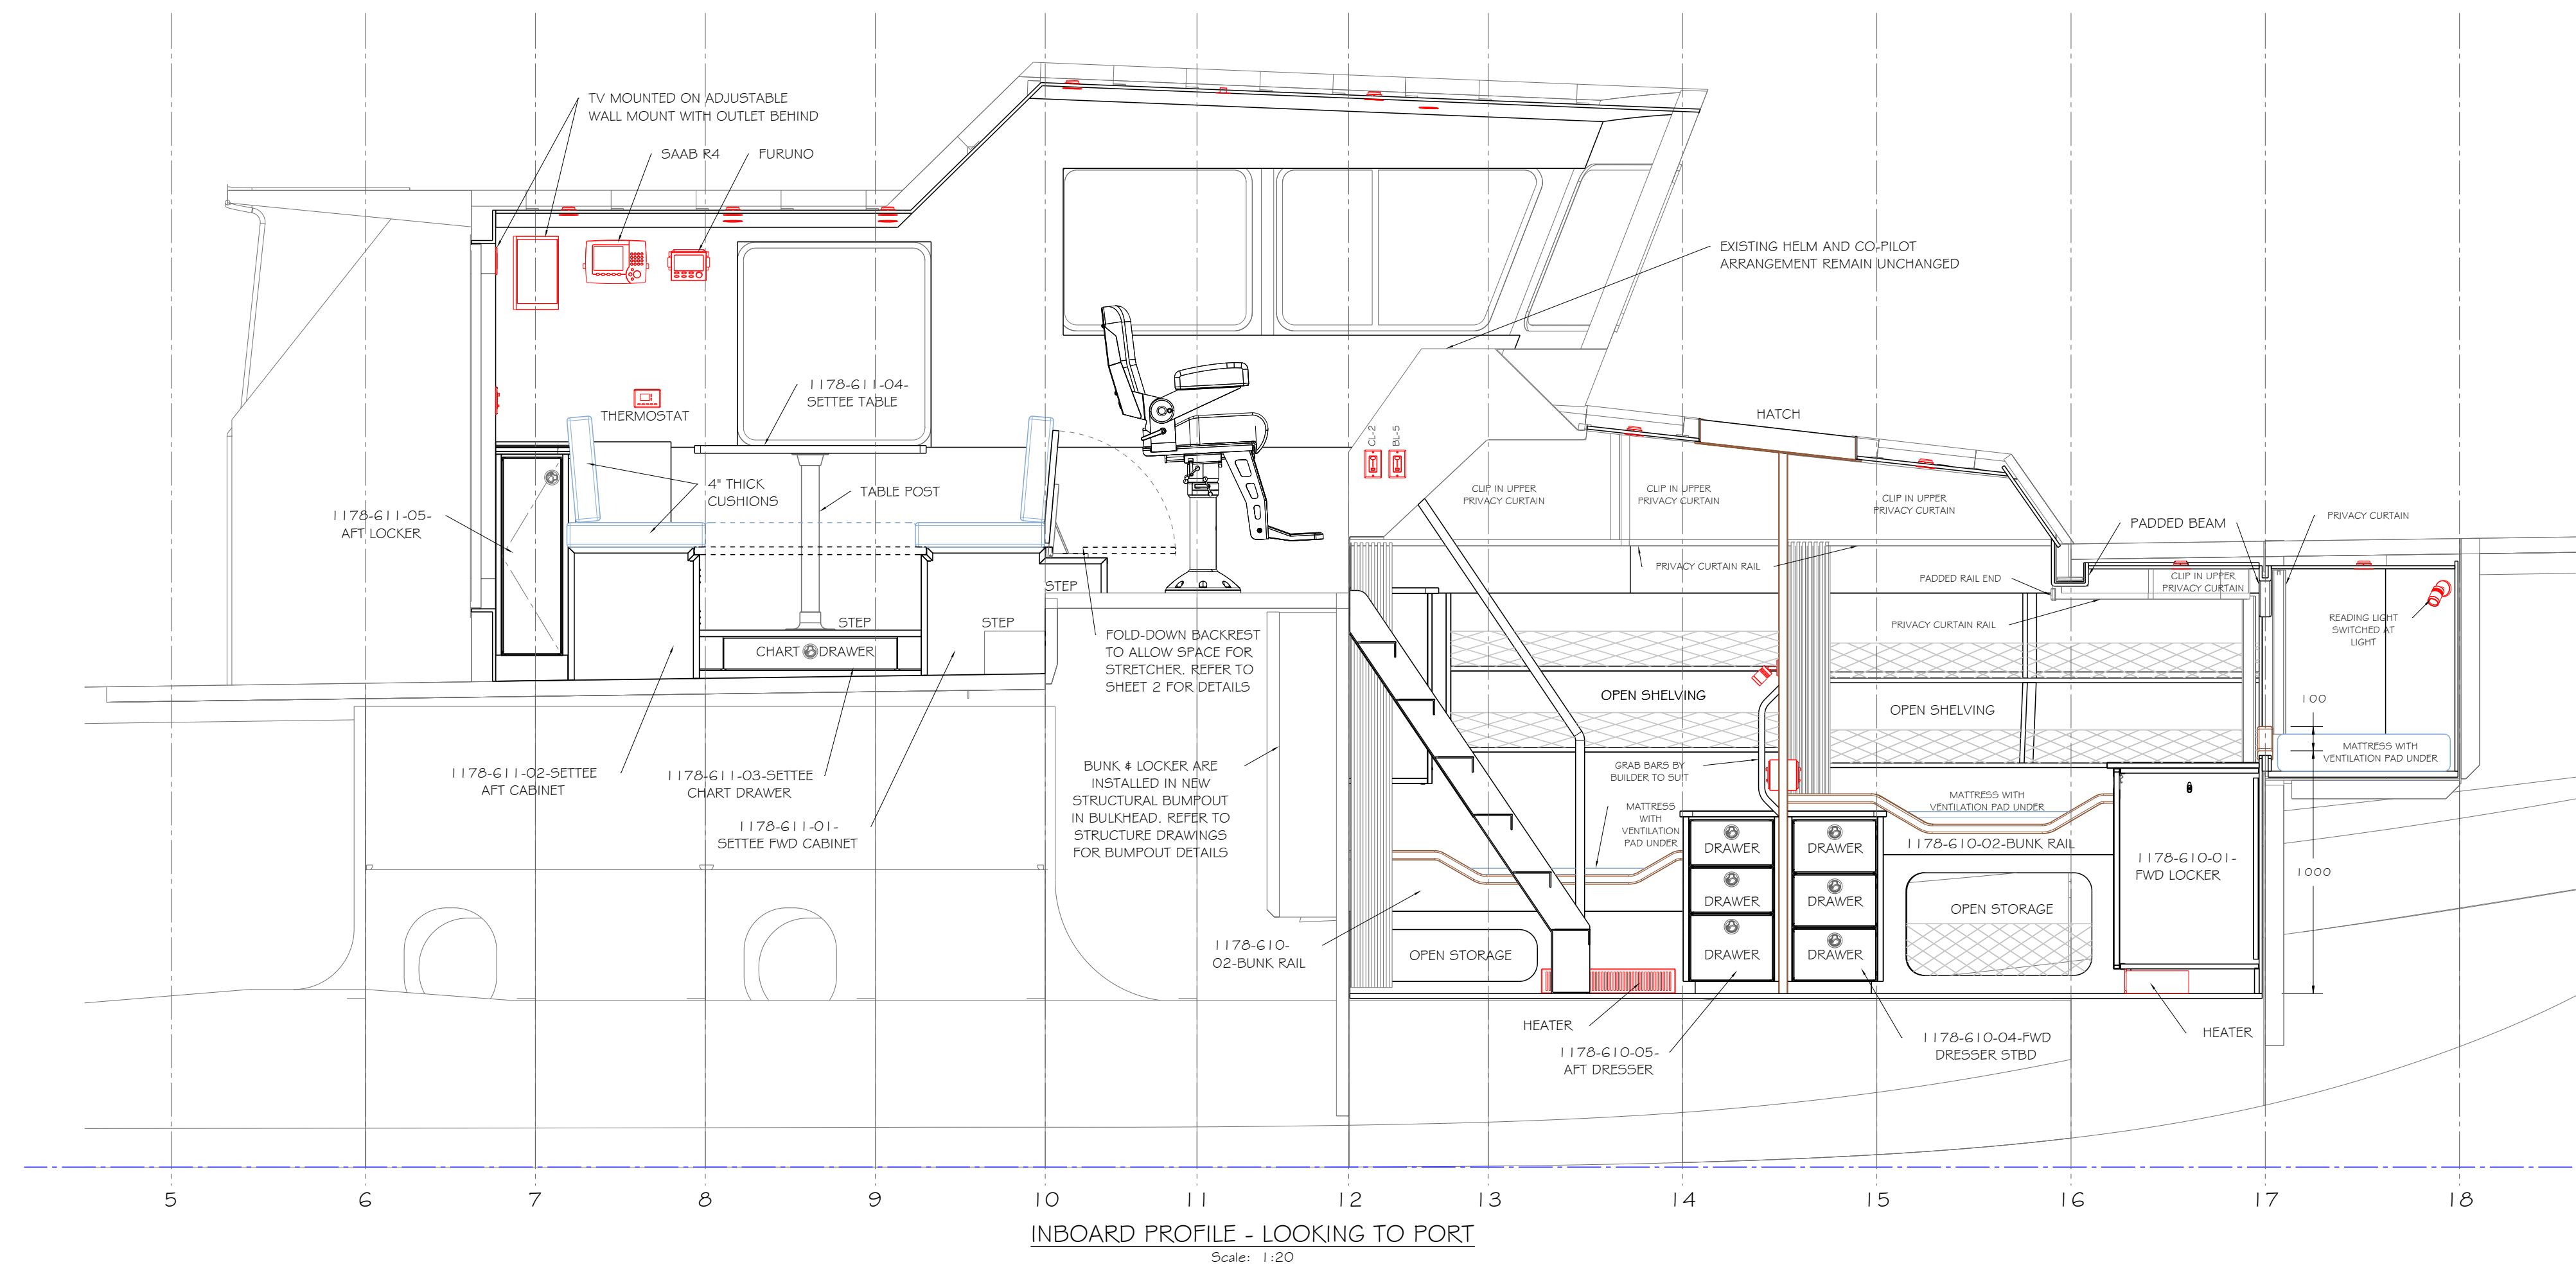 TV MOUNTED ON ADJUSTABLE
WALL MOUNT WITH OUTLET BEHIND
SAAB R4
FURUNO
EXISTING HELM AND CO-PILOT
ARRANGEMENT REMAIN UNCHANGED
THERMOSTAT
1178-611-04-
SETTEE TABLE
HATCH
CL-2
BL-5
4" THICK
CUSHIONS
TABLE POST
1178-611-05-
AFT LOCKER
CLIP IN UPPER
PRIVACY CURTAIN
CLIP IN UPPER
PRIVACY CURTAIN
CLIP IN UPPER
PRIVACY CURTAIN
PADDED BEAM
PRIVACY CURTAIN
PRIVACY CURTAIN RAIL
PADDED RAIL END
CLIP IN UPPER
PRIVACY CURTAIN
STEP
STEP
STEP
PRIVACY CURTAIN RAIL
READING LIGHT
SWITCHED AT
LIGHT
CHART DRAWER
FOLD-DOWN BACKREST
TO ALLOW SPACE FOR
STRETCHER. REFER TO
SHEET 2 FOR DETAILS
OPEN SHELVING
OPEN SHELVING
100
MATTRESS WITH
VENTILATION PAD UNDER
1178-611-02-SETTEE
AFT CABINET
1178-611-03-SETTEE
CHART DRAWER
1178-611-01-
SETTEE FWD CABINET
BUNK & LOCKER ARE
INSTALLED IN NEW
STRUCTURAL BUMPOUT
IN BULKHEAD. REFER TO
STRUCTURE DRAWINGS
FOR BUMPOUT DETAILS
GRAB BARS BY
BUILDER TO SUIT
MATTRESS
WITH
VENTILATION
PAD UNDER
MATTRESS WITH
VENTILATION PAD UNDER
DRAWER
DRAWER
1178-610-02-BUNK RAIL
1178-610-01-
FWD LOCKER
1000
DRAWER
DRAWER
OPEN STORAGE
1178-610-
02-BUNK RAIL
OPEN STORAGE
DRAWER
DRAWER
HEATER
1178-610-05-
AFT DRESSER
1178-610-04-FWD
DRESSER STBD
HEATER
5
6
7
8
9
10
11
12
13
14
15
16
17
18
INBOARD PROFILE - LOOKING TO PORT
Scale: 1:20